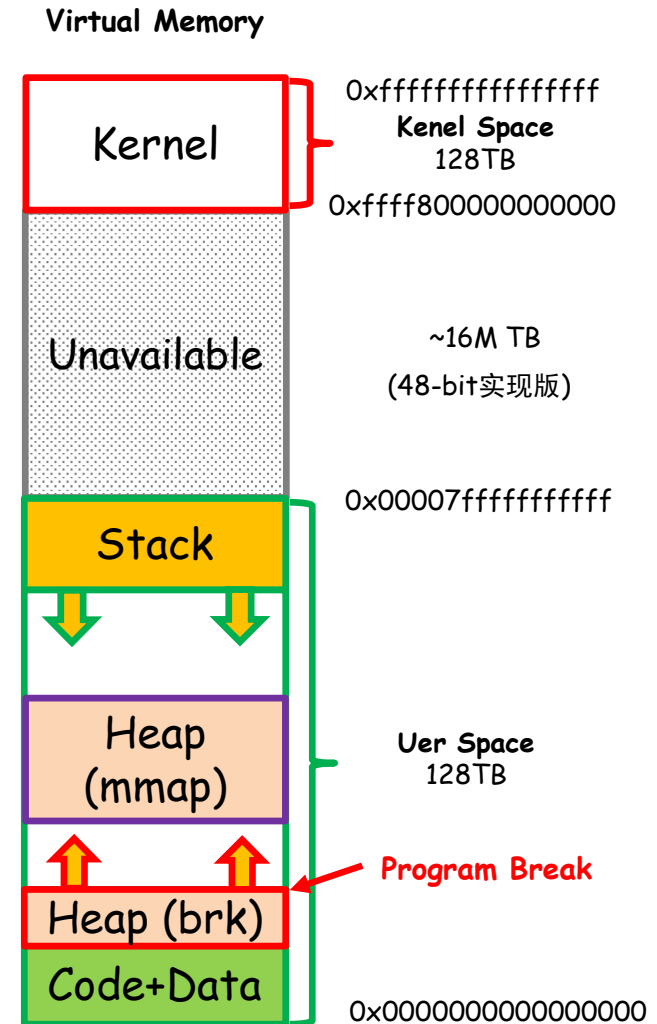 Virtual Memory
Kernel
0xffffffffffffffff
Kenel Space
128TB
0xffff800000000000
Unavailable
~16M TB
(48-bit实现版)
0x00007fffffffffff
Stack
Heap
(mmap)
Uer Space
128TB
Program Break
Heap (brk)
Code+Data
0x0000000000000000